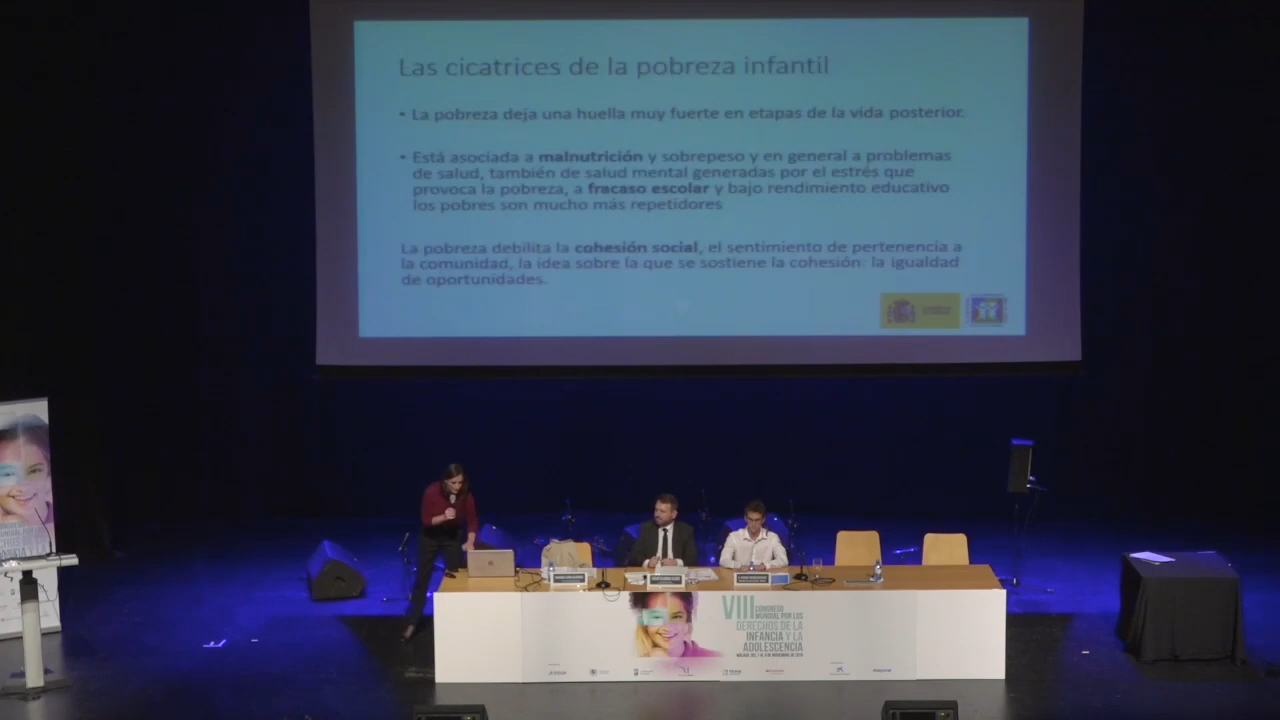 Las cicatrices de la pobreza infantil
• La pobreza deja una huella muy fuerte en etapas de la vida posterior.
• Está asociada a malnutrición y sobrepeso y en general a problemas
de salud, también de salud mental generadas por el estrés que
provoca la pobreza, a fracaso escolar y bajo rendimiento educativo
los pobres son mucho más repetidores
La pobreza debilita la cohesión social, el sentimiento de pertenencia a
la comunidad, la idea sobre la que se sostiene la cohesión: la igualdad
de oportunidades.
VIII CONGRESO
MUNDIAL POR LOS
DERECHOS DE LA
INFANCIA Y LA
ADOLESCENCIA